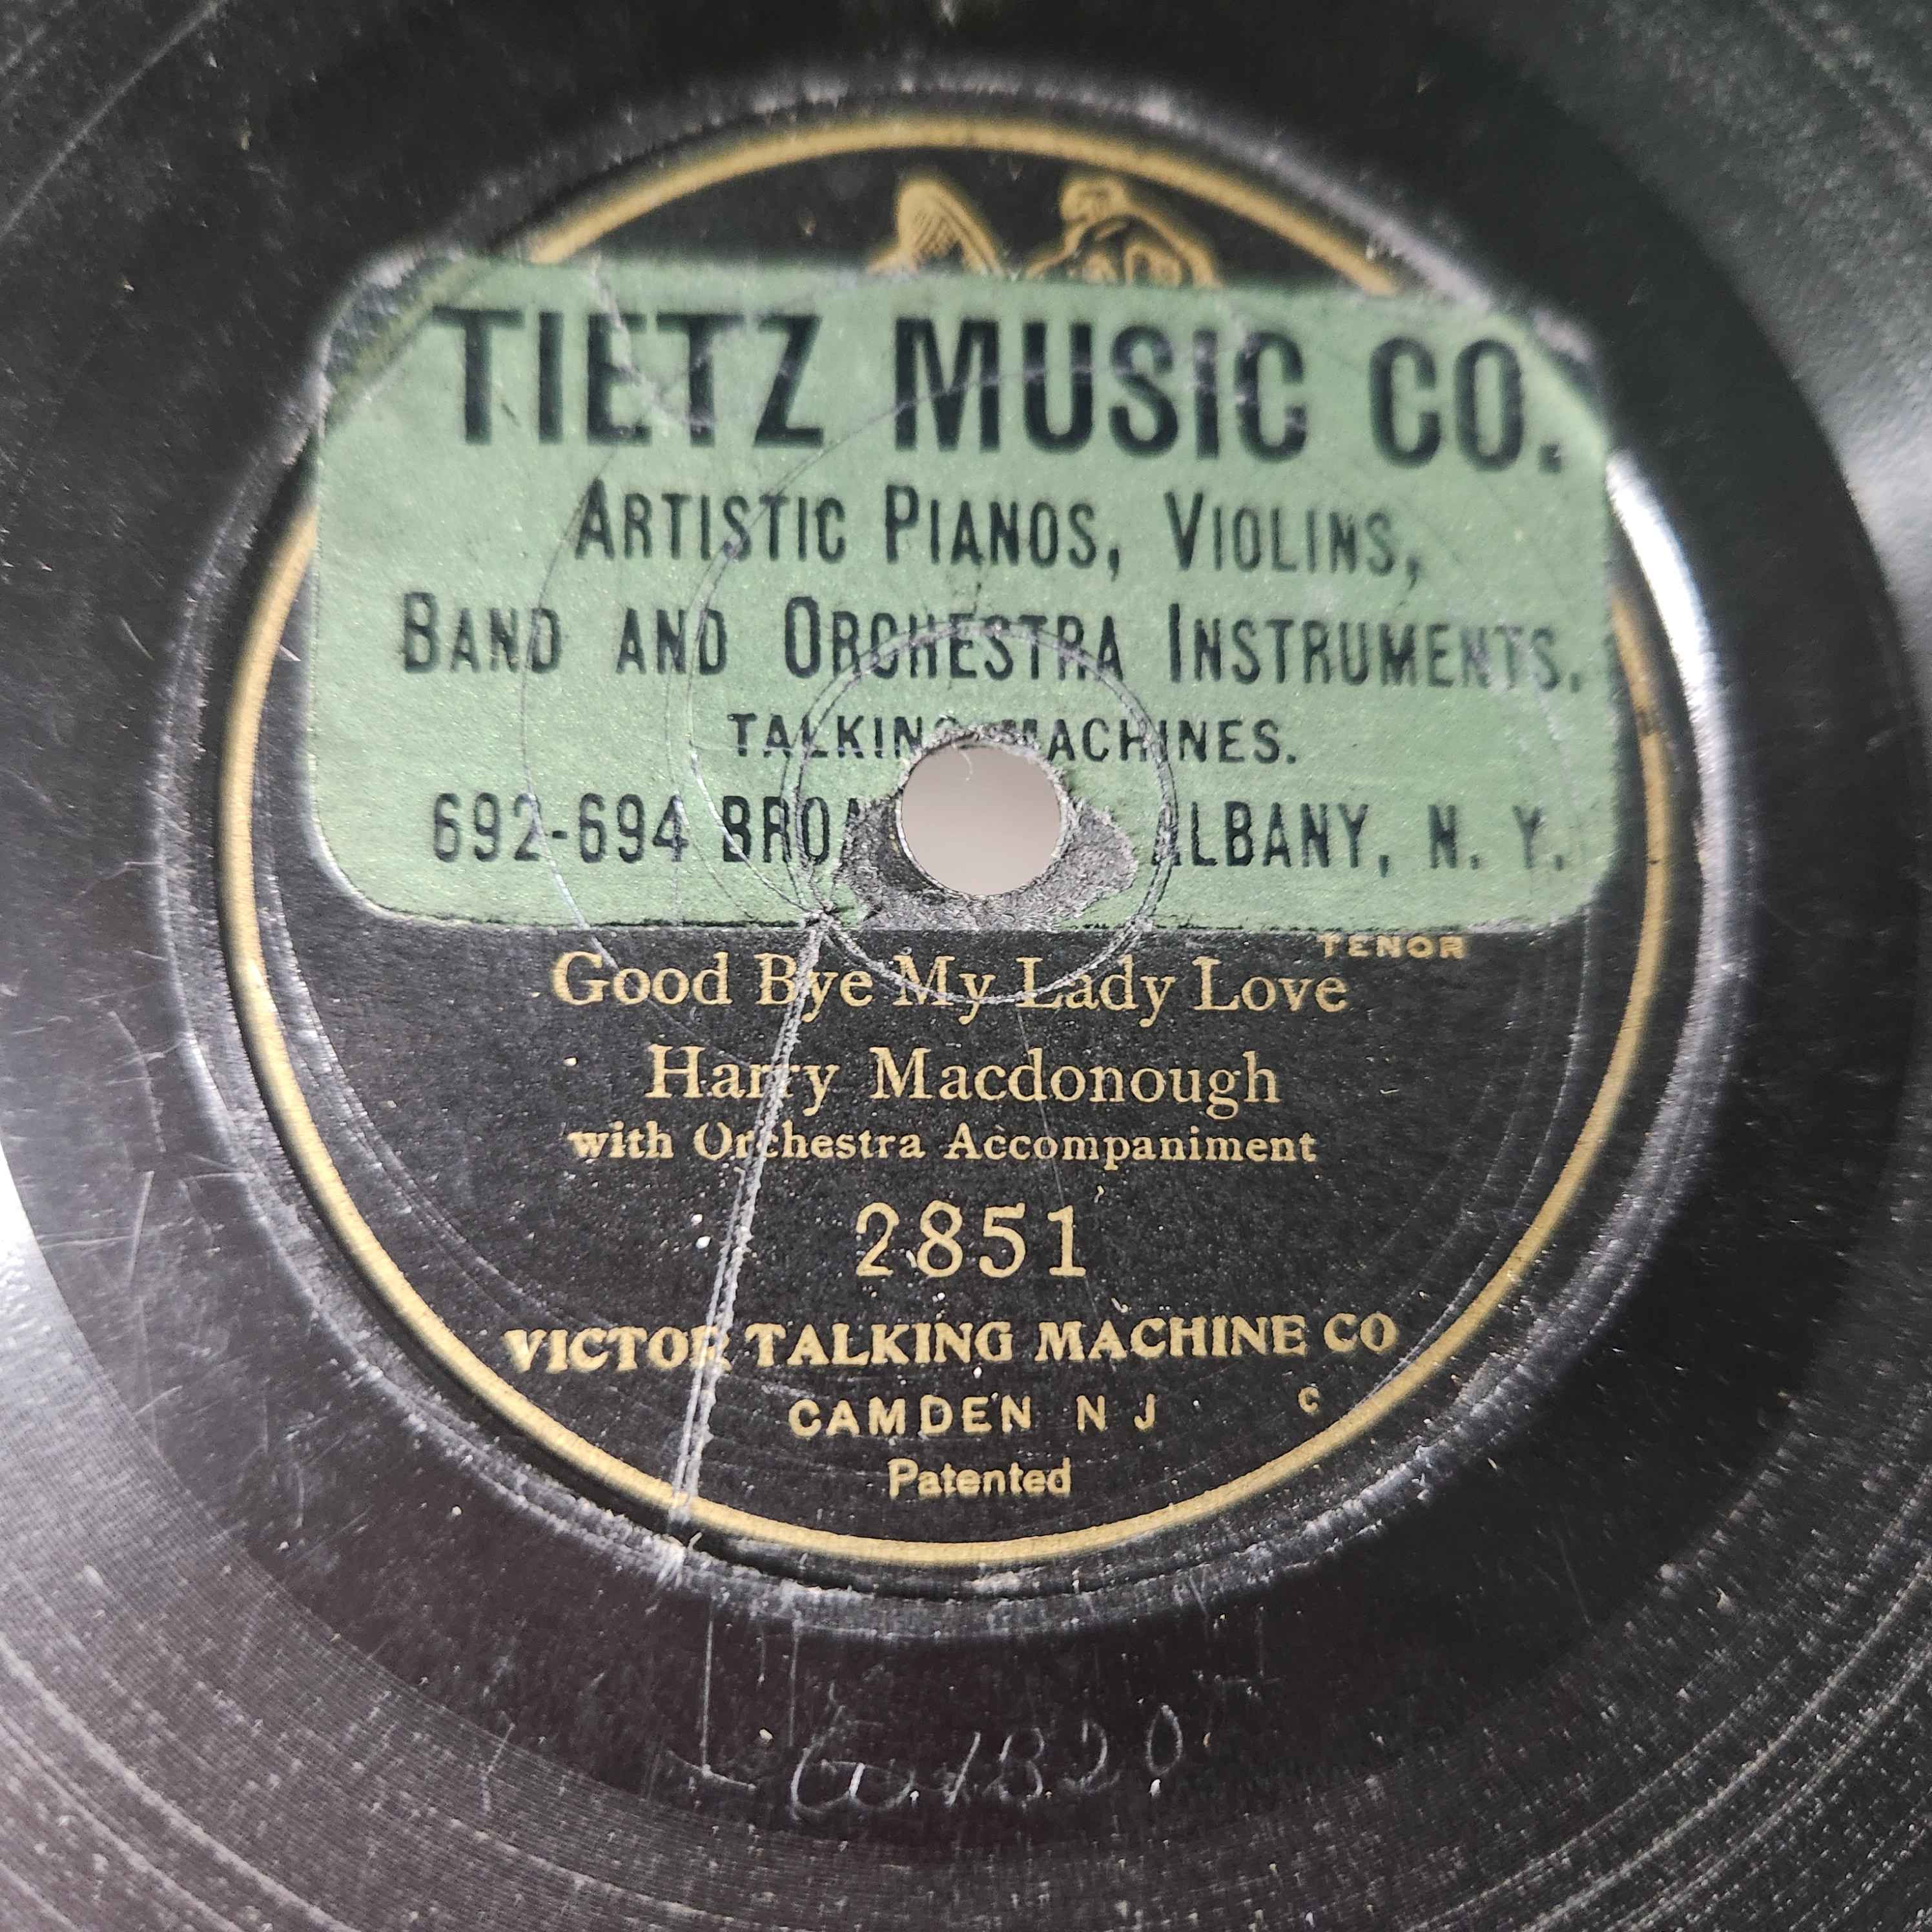 TIETZ MUSIC CO.
ARTISTIC PIANOS, VIOLINS,
BAND AND ORCHESTRA INSTRUMENTS.
TALKING MACHINES.
692-694 ALBANY, N. Y.
TENOR
Good Bye My Lady Love
Harry Macdonough
with Orchestra Accompaniment
2851
VICTOR TALKING MACHINE CO
CAMDEN N J C
Patented
1820